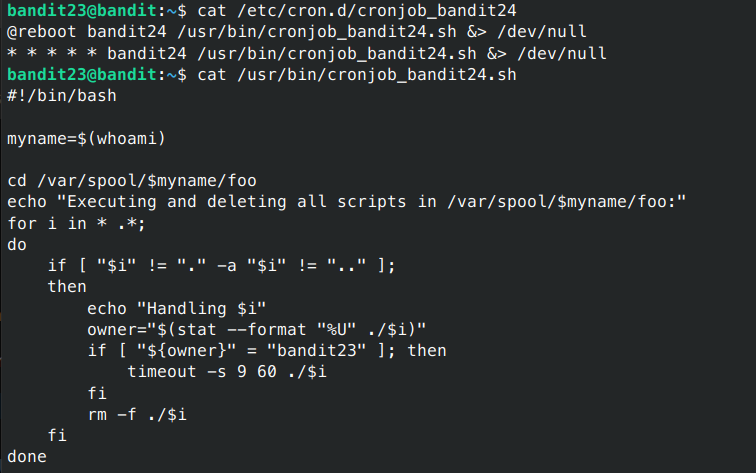 bandit23@bandit:~$ cat /etc/cron.d/cronjob_bandit24
@reboot bandit24 /usr/bin/cronjob_bandit24.sh &> /dev/null
* * * * * bandit24 /usr/bin/cronjob_bandit24.sh &> /dev/null
bandit23@bandit:~$ cat /usr/bin/cronjob_bandit24.sh
#!/bin/bash

myname=$(whoami)

cd /var/spool/$myname/foo
echo "Executing and deleting all scripts in /var/spool/$myname/foo:"
for i in * .*;
do
    if [ "$i" != "." -a "$i" != ".." ];
    then
        echo "Handling $i"
        owner="$(stat --format "%U" ./$i)"
        if [ "${owner}" = "bandit23" ]; then
            timeout -s 9 60 ./$i
        fi
        rm -f ./$i
    fi
done